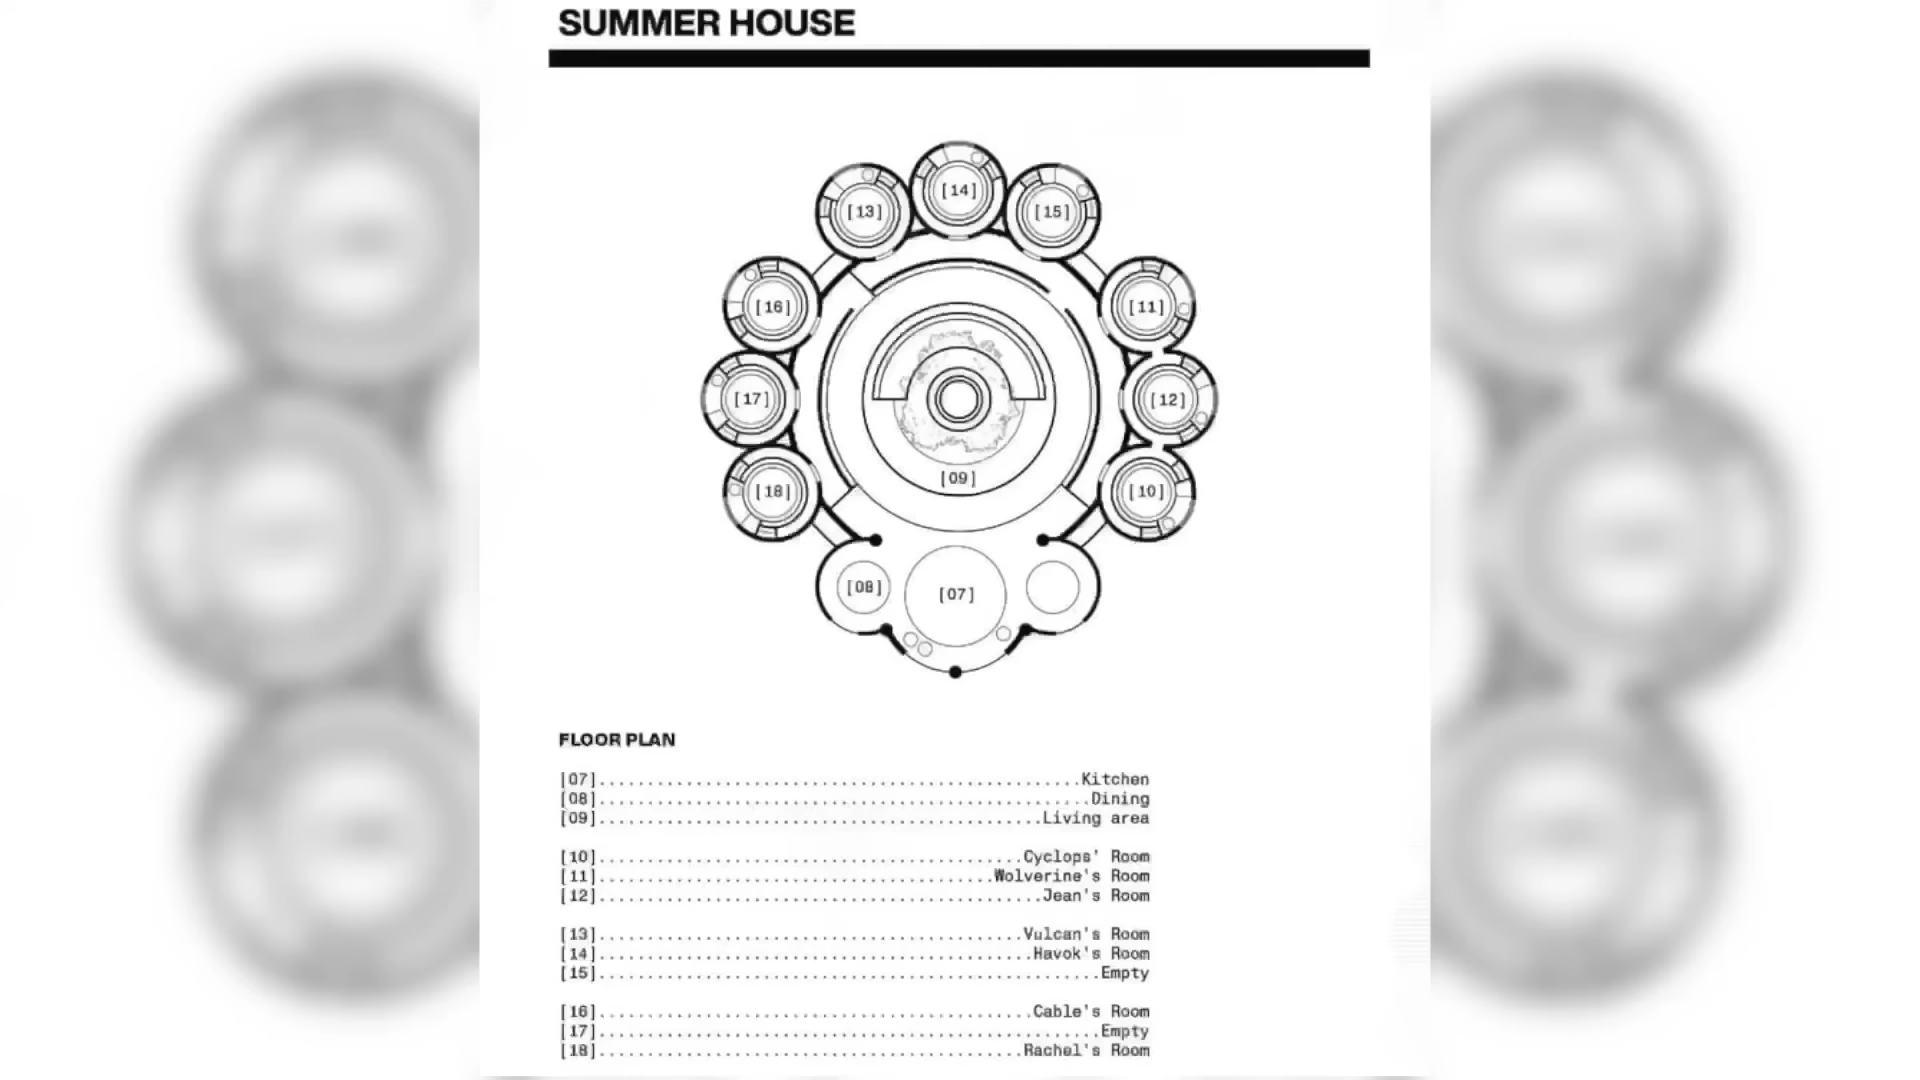 SUMMER HOUSE
[14]
[13]
[15]
[16]
[11]
[17]
[12]
[09]
[18]
[10]
[08]
[07]
FLOOR PLAN
[07]..................................................Kitchen
[08]...................................................Dining
[09]..............................................Living area
[10]............................................Cyclops' Room
[11].........................................Wolverine's Room
[12]..............................................Jean's Room
[13]............................................Vulcan's Room
[14].............................................Havok's Room
[15]....................................................Empty
[16].............................................Cable's Room
[17]....................................................Empty
[18]............................................Rachel's Room